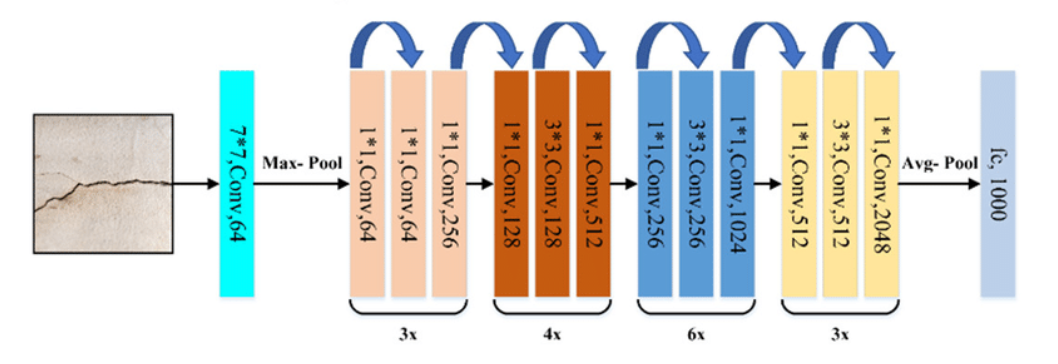 7*7,Conv,64
Max- Pool
1*1,Conv,64
1*1,Conv,64
1*1,Conv,256
3x
1*1,Conv,128
3*3,Conv,128
1*1,Conv,512
4x
1*1,Conv,256
3*3,Conv,256
1*1,Conv,1024
6x
1*1,Conv,512
3*3,Conv,512
1*1,Conv,2048
3x
Avg- Pool
fc, 1000